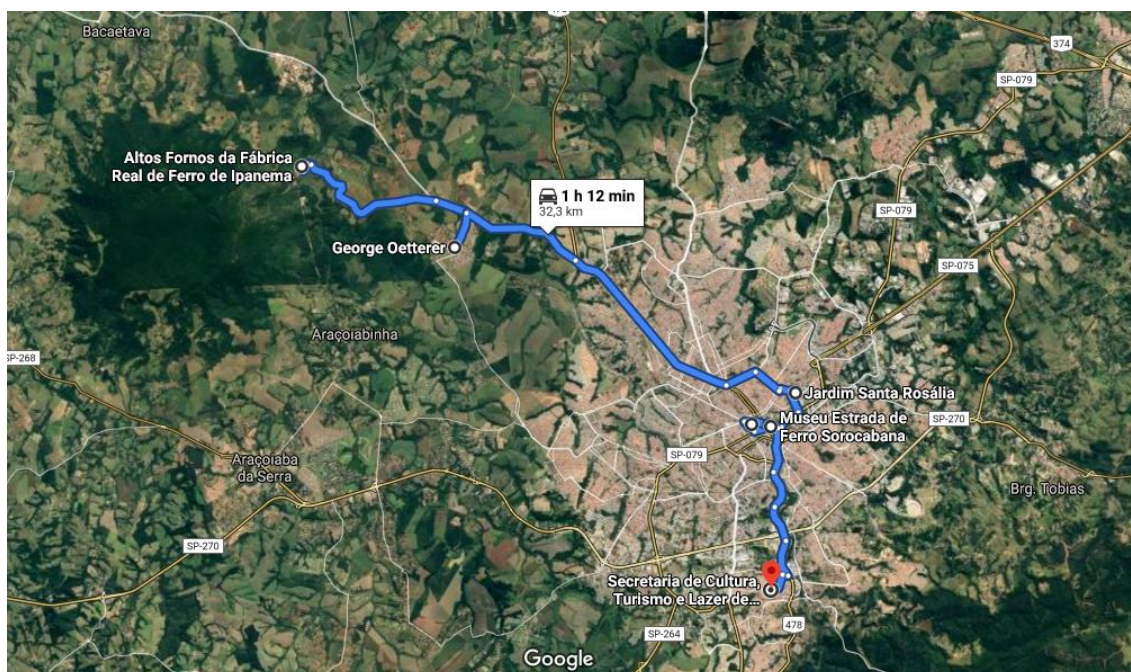 Bacaetava
374
SP-079
Altos Fornos da Fábrica
Real de Ferro de Ipanema
1 h 12 min
32,3 km
SP-079
George Oetterer
SP-075
Araçoiabinha
SP-268
Jardim Santa Rosália
Museu Estrada de
Ferro Sorocabana
SP-270
SP-079
Araçoiaba
da Serra
Brg. Tobias
SP-270
Secretaria de Cultura,
Turismo e Lazer de...
478
SP-264
Google